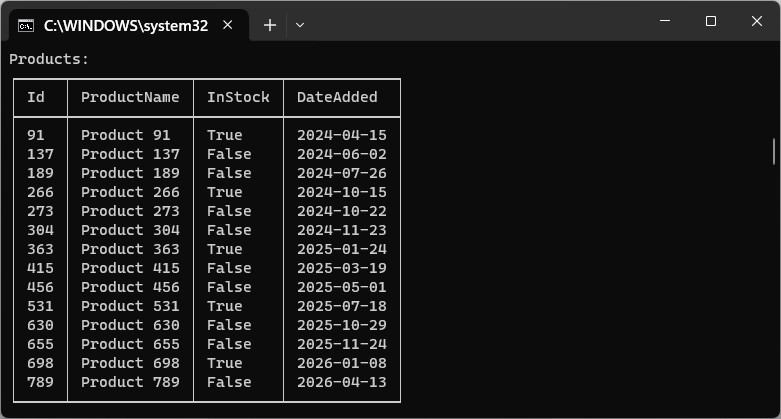 C:\WINDOWS\system32
Products:
Id ProductName InStock DateAdded
91 Product 91 True 2024-04-15
137 Product 137 False 2024-06-02
189 Product 189 False 2024-07-26
266 Product 266 True 2024-10-15
273 Product 273 False 2024-10-22
304 Product 304 False 2024-11-23
363 Product 363 True 2025-01-24
415 Product 415 False 2025-03-19
456 Product 456 False 2025-05-01
531 Product 531 True 2025-07-18
630 Product 630 False 2025-10-29
655 Product 655 False 2025-11-24
698 Product 698 True 2026-01-08
789 Product 789 False 2026-04-13